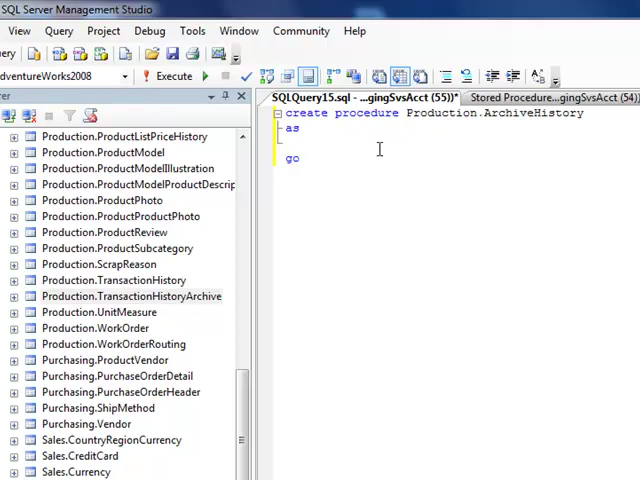 SQL Server Management Studio
View Query Project Debug Tools Window Community Help
Execute
SQLQuery15.sql - ...gingSvsAcct (55))* Stored Procedure...gingSvsAcct (54))
create procedure Production.ArchiveHistory
as
go
Production.ProductListPriceHistory
Production.ProductModel
Production.ProductModelIllustration
Production.ProductModelProductDescrip
Production.ProductPhoto
Production.ProductProductPhoto
Production.ProductReview
Production.ProductSubcategory
Production.ScrapReason
Production.TransactionHistory
Production.TransactionHistoryArchive
Production.UnitMeasure
Production.WorkOrder
Production.WorkOrderRouting
Purchasing.ProductVendor
Purchasing.PurchaseOrderDetail
Purchasing.PurchaseOrderHeader
Purchasing.ShipMethod
Purchasing.Vendor
Sales.CountryRegionCurrency
Sales.CreditCard
Sales.Currency